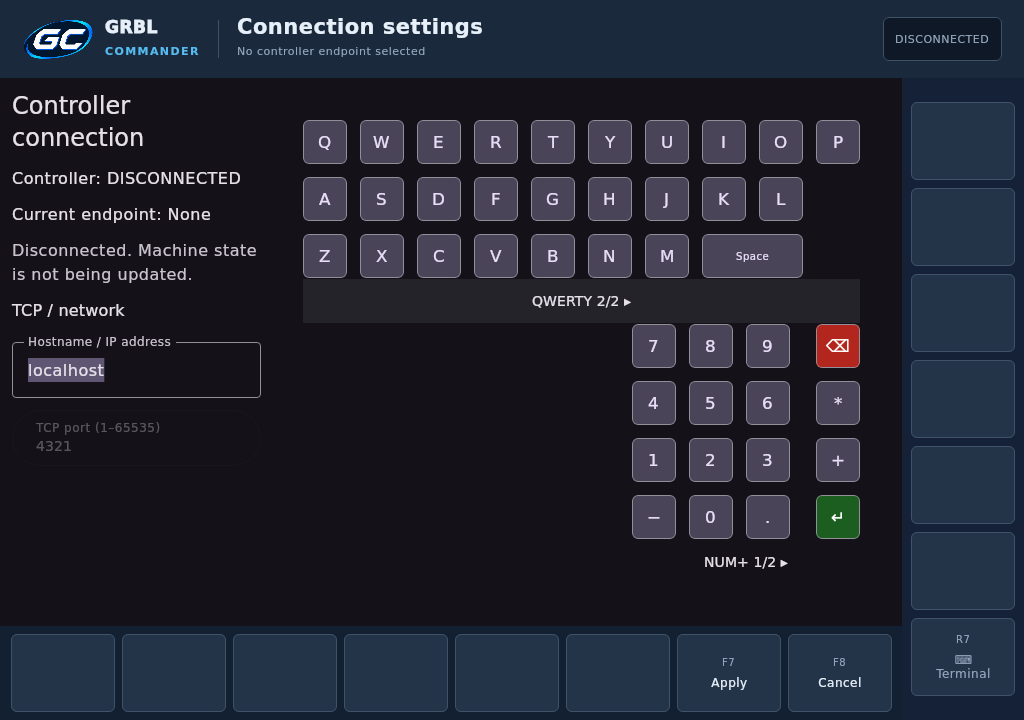 GC
GRBL
COMMANDER
Connection settings
No controller endpoint selected
DISCONNECTED
Controller
connection
Controller: DISCONNECTED
Current endpoint: None
Disconnected. Machine state
is not being updated.
TCP / network
Hostname / IP address
localhost
TCP port (1–65535)
4321
Q W E R T Y U I O P
A S D F G H J K L
Z X C V B N M Space
QWERTY 2/2 ▸
7 8 9 ⌫
4 5 6 *
1 2 3 +
− 0 . ↵
NUM+ 1/2 ▸
R7
⌨
Terminal
F7
Apply
F8
Cancel